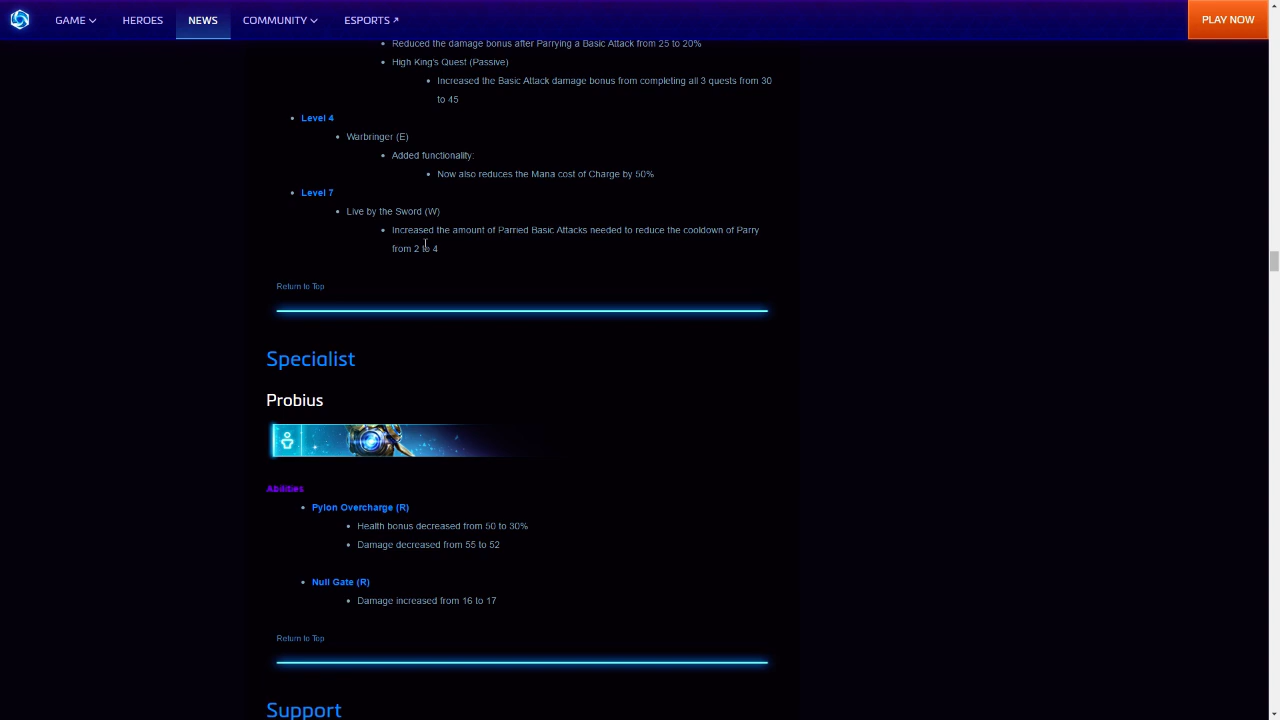 GAME HEROES NEWS COMMUNITY ESPORTS PLAY NOW
Reduced the damage bonus after Parrying a Basic Attack from 25 to 20%
High King's Quest (Passive)
Increased the Basic Attack damage bonus from completing all 3 quests from 30
to 45
Level 4
Warbringer (E)
Added functionality:
Now also reduces the Mana cost of Charge by 50%
Level 7
Live by the Sword (W)
Increased the amount of Parried Basic Attacks needed to reduce the cooldown of Parry
from 2 to 4
Return to Top
Specialist
Probius
Abilities
Pylon Overcharge (R)
Health bonus decreased from 50 to 30%
Damage decreased from 55 to 52
Null Gate (R)
Damage increased from 16 to 17
Return to Top
Support